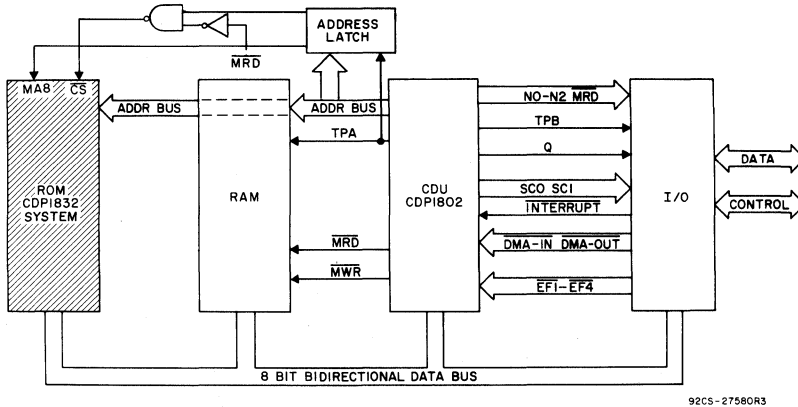 ADDRESS
LATCH
MRD
MA8 CS
ADDR BUS
ADDR BUS
TPA
NO-N2 MRD
TPB
Q
SCO SCI
INTERRUPT
DMA-IN DMA-OUT
EF1-EF4
ROM
CDP1832
SYSTEM
RAM
MRD
MWR
CDU
CDP1802
I/O
DATA
CONTROL
8 BIT BIDIRECTIONAL DATA BUS
92CS-27580R3